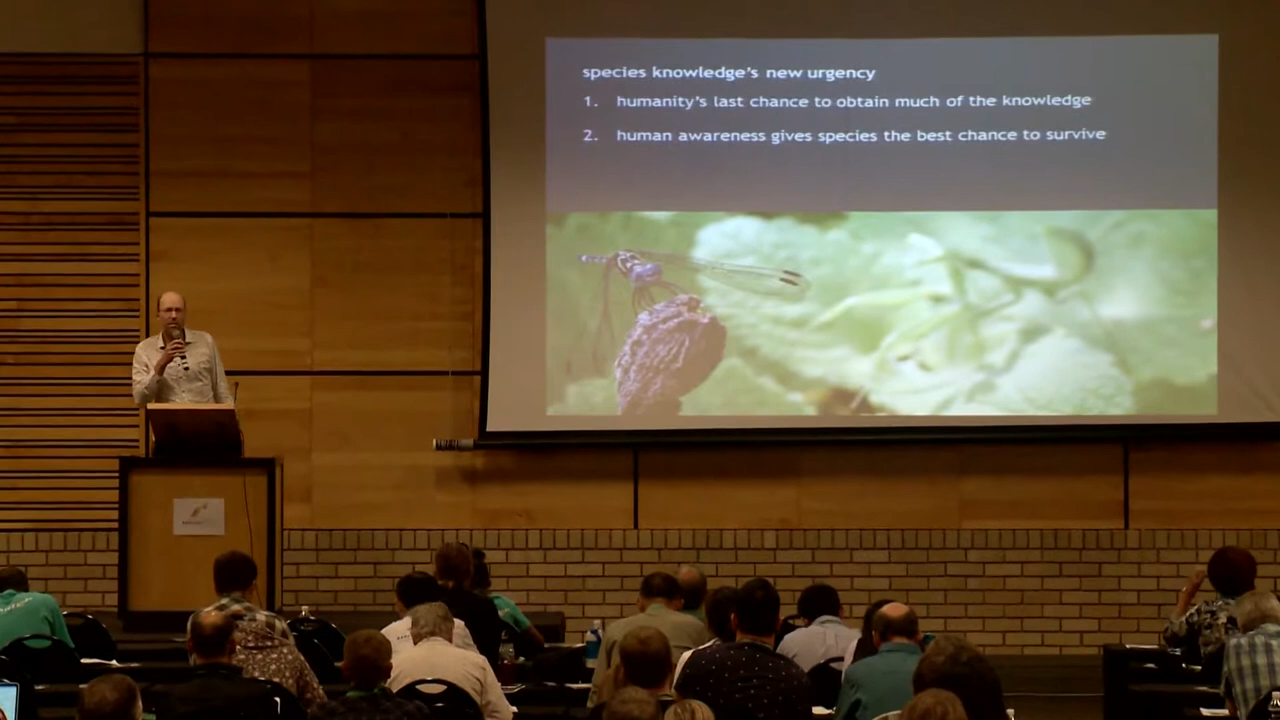 species knowledge's new urgency
1. humanity's last chance to obtain much of the knowledge
2. human awareness gives species the best chance to survive